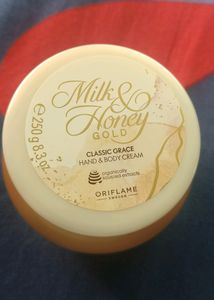 Milk &
Honey
GOLD
CLASSIC GRACE
HAND & BODY CREAM
organically
sourced extracts
ORIFLAME
SWEDEN
℮ 250 g 8.3 oz.